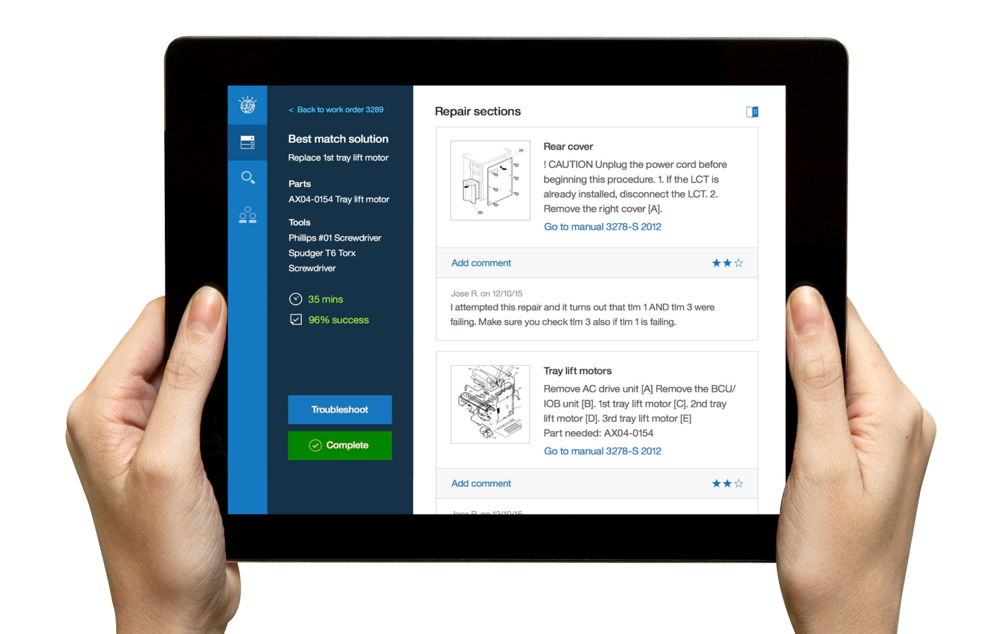 < Back to work order 3289
Best match solution
Replace 1st tray lift motor
Parts
AX04-0154 Tray lift motor
Tools
Phillips #01 Screwdriver
Spudger T6 Torx
Screwdriver
35 mins
96% success
Troubleshoot
Complete
Repair sections
[A]
[B]
Rear cover
! CAUTION Unplug the power cord before
beginning this procedure. 1. If the LCT is
already installed, disconnect the LCT. 2.
Remove the right cover [A].
Go to manual 3278-S 2012
Add comment
Jose R. on 12/10/15
I attempted this repair and it turns out that tlm 1 AND tlm 3 were
failing. Make sure you check tlm 3 also if tlm 1 is failing.
Tray lift motors
Remove AC drive unit [A] Remove the BCU/
IOB unit [B]. 1st tray lift motor [C]. 2nd tray
lift motor [D]. 3rd tray lift motor [E]
Part needed: AX04-0154
Go to manual 3278-S 2012
Add comment
Jose R. on 12/10/15